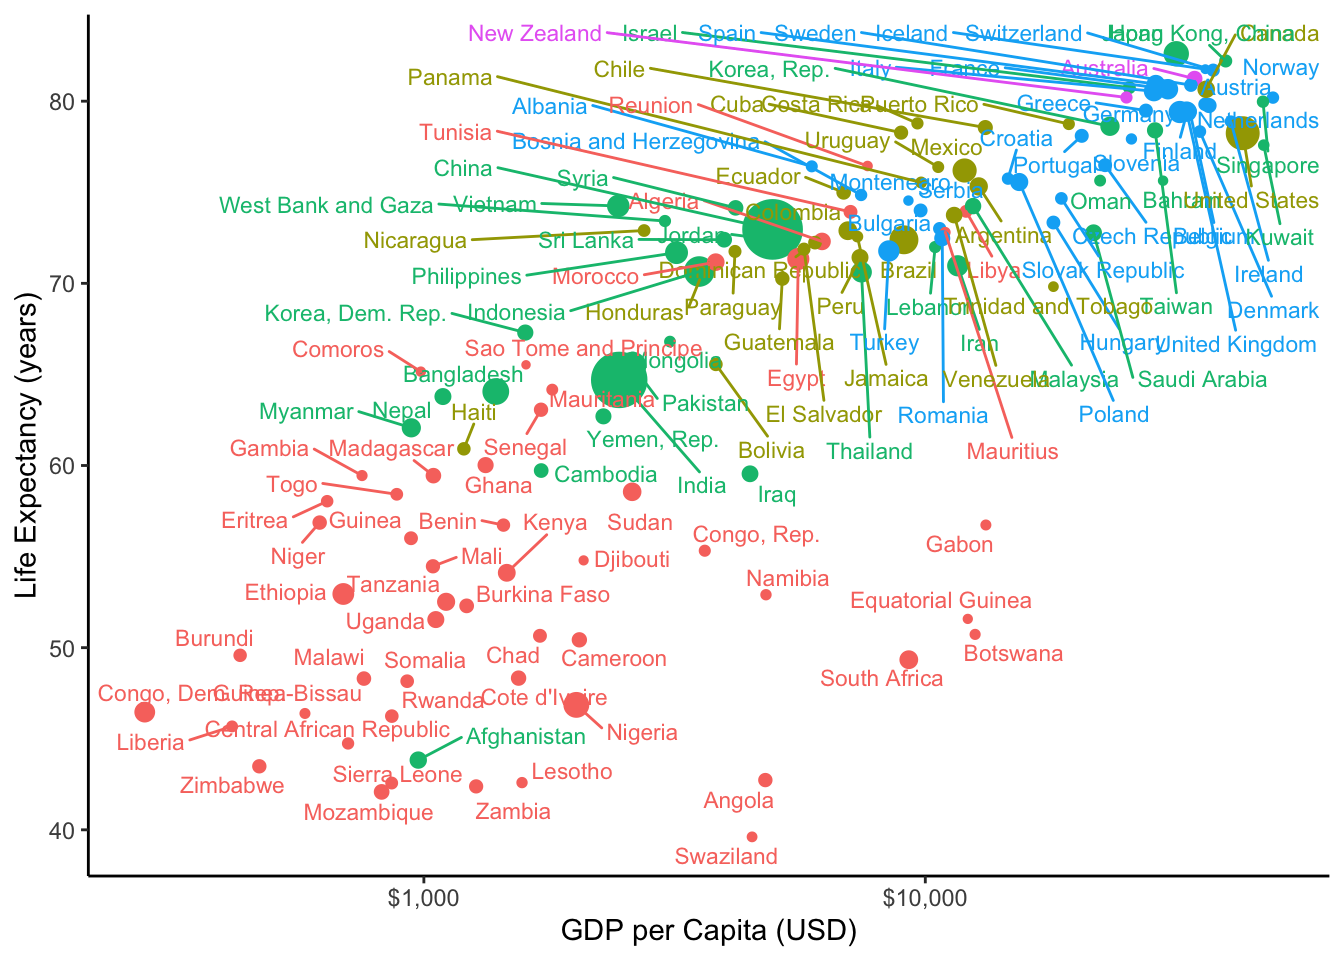 New Zealand
Israel
Spain
Sweden
Iceland
Switzerland
Japan
Hong Kong, China
Canada
Panama
Chile
Korea, Rep.
Italy
France
Australia
Norway
Albania
Reunion
Cuba
Costa Rica
Puerto Rico
Greece
Austria
Tunisia
Bosnia and Herzegovina
Uruguay
Mexico
Croatia
Germany
Netherlands
Finland
China
Syria
Ecuador
Montenegro
Serbia
Portugal
Slovenia
Singapore
West Bank and Gaza
Vietnam
Algeria
Colombia
Oman
Bahrain
United States
Nicaragua
Sri Lanka
Jordan
Bulgaria
Argentina
Czech Republic
Belgium
Kuwait
Philippines
Morocco
Dominican Republic
Brazil
Libya
Slovak Republic
Ireland
Korea, Dem. Rep.
Indonesia
Honduras
Paraguay
Peru
Lebanon
Trinidad and Tobago
Taiwan
Denmark
Comoros
Sao Tome and Principe
Guatemala
Turkey
Iran
Hungary
United Kingdom
Bangladesh
Mongolia
Egypt
Jamaica
Venezuela
Malaysia
Saudi Arabia
Myanmar
Nepal
Haiti
Mauritania
Pakistan
El Salvador
Romania
Poland
Gambia
Madagascar
Senegal
Yemen, Rep.
Bolivia
Thailand
Mauritius
Togo
Ghana
Cambodia
India
Iraq
Eritrea
Guinea
Benin
Kenya
Sudan
Congo, Rep.
Gabon
Niger
Mali
Djibouti
Namibia
Ethiopia
Tanzania
Burkina Faso
Equatorial Guinea
Uganda
Burundi
Malawi
Somalia
Chad
Cameroon
South Africa
Botswana
Congo, Dem. Rep.
Guinea-Bissau
Rwanda
Cote d'Ivoire
Liberia
Central African Republic
Afghanistan
Nigeria
Zimbabwe
Sierra Leone
Lesotho
Mozambique
Zambia
Angola
Swaziland
80
70
60
50
40
Life Expectancy (years)
$1,000
$10,000
GDP per Capita (USD)